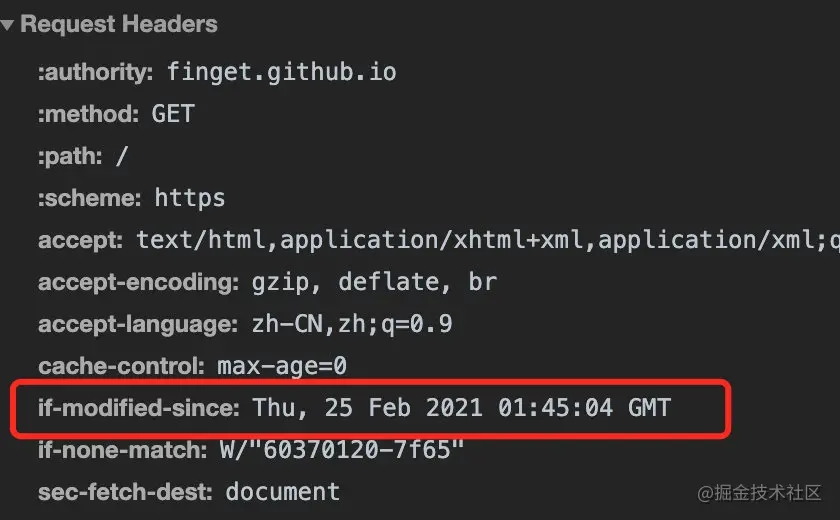 Request Headers
:authority: finget.github.io
:method: GET
:path: /
:scheme: https
accept: text/html,application/xhtml+xml,application/xml;q
accept-encoding: gzip, deflate, br
accept-language: zh-CN,zh;q=0.9
cache-control: max-age=0
if-modified-since: Thu, 25 Feb 2021 01:45:04 GMT
if-none-match: W/"60370120-7f65"
sec-fetch-dest: document
@掘金技术社区